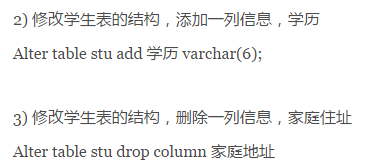 2) 修改学生表的结构，添加一列信息，学历
Alter table stu add 学历 varchar(6);
3) 修改学生表的结构，删除一列信息，家庭住址
Alter table stu drop column 家庭地址